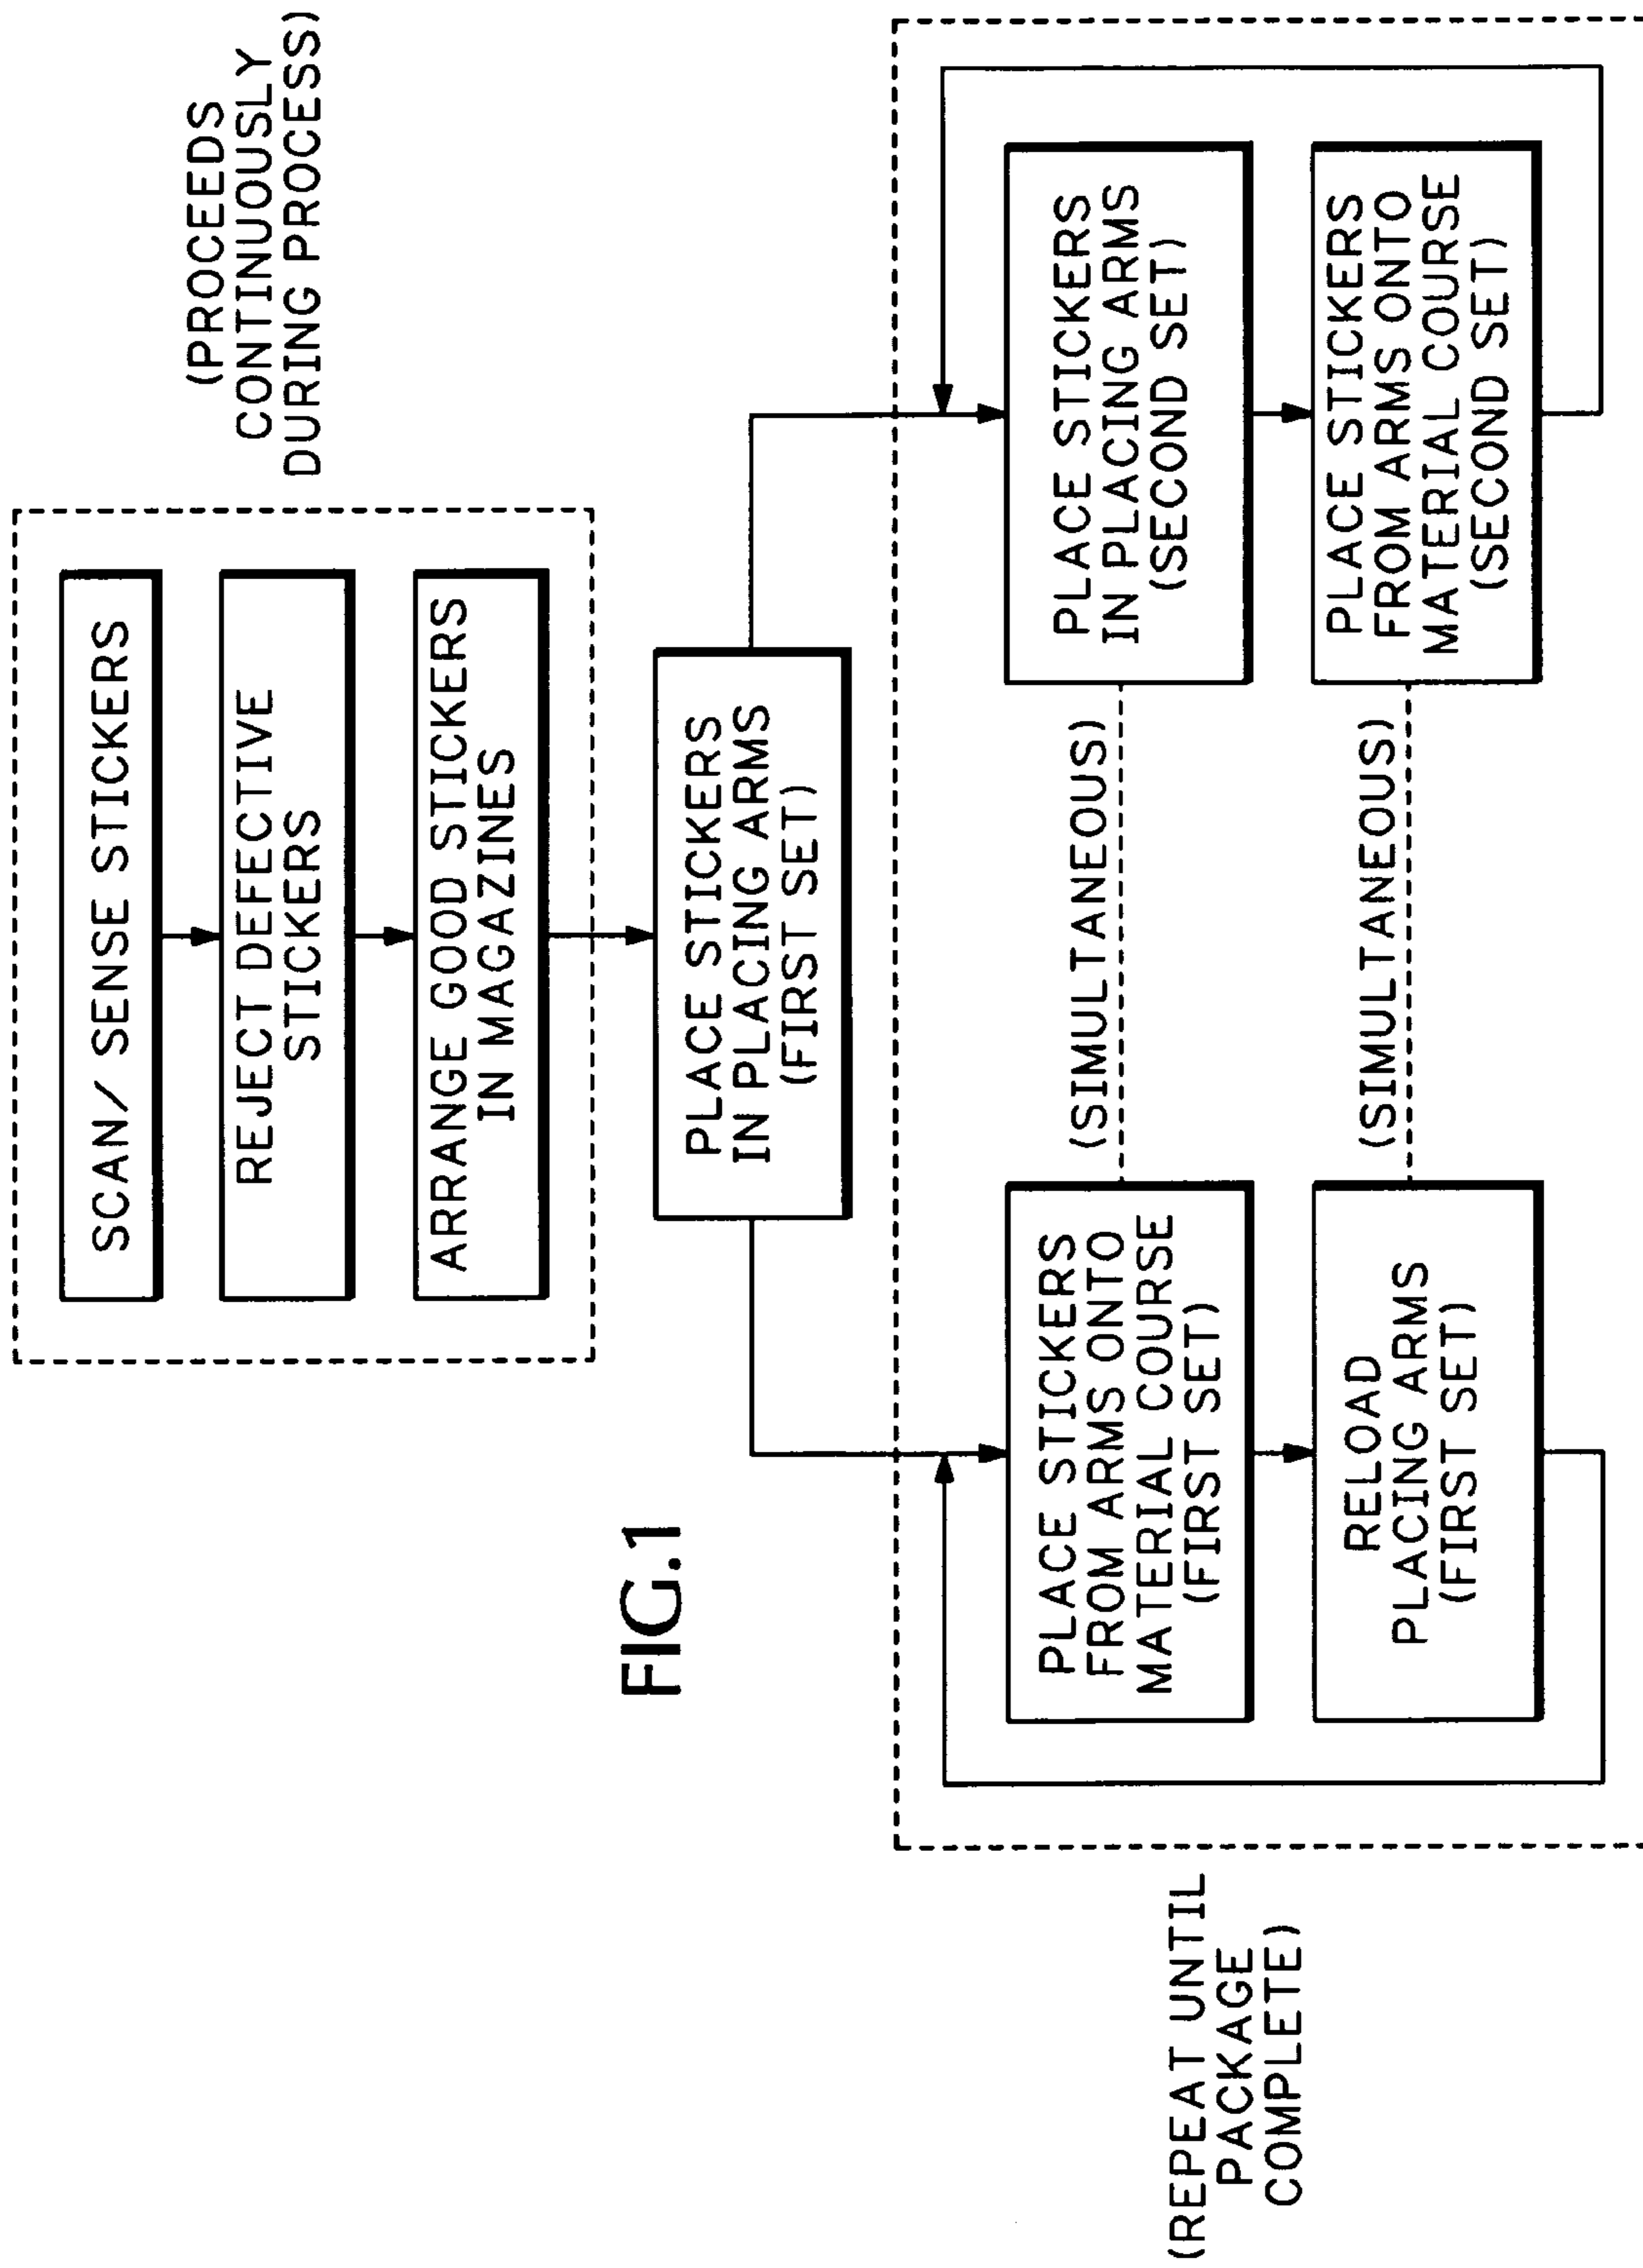 (PROCEEDS
CONTINUOUSLY
DURING PROCESS)
SCAN/ SENSE STICKERS
REJECT DEFECTIVE
STICKERS
ARRANGE GOOD STICKERS
IN MAGAZINES
FIG.1
PLACE STICKERS
IN PLACING ARMS
(FIRST SET)
PLACE STICKERS
FROM ARMS ONTO
MATERIAL COURSE
(FIRST SET)
(SIMULTANEOUS)
PLACE STICKERS
IN PLACING ARMS
(SECOND SET)
(REPEAT UNTIL
PACKAGE
COMPLETE)
RELOAD
PLACING ARMS
(FIRST SET)
(SIMULTANEOUS)
PLACE STICKERS
FROM ARMS ONTO
MATERIAL COURSE
(SECOND SET)